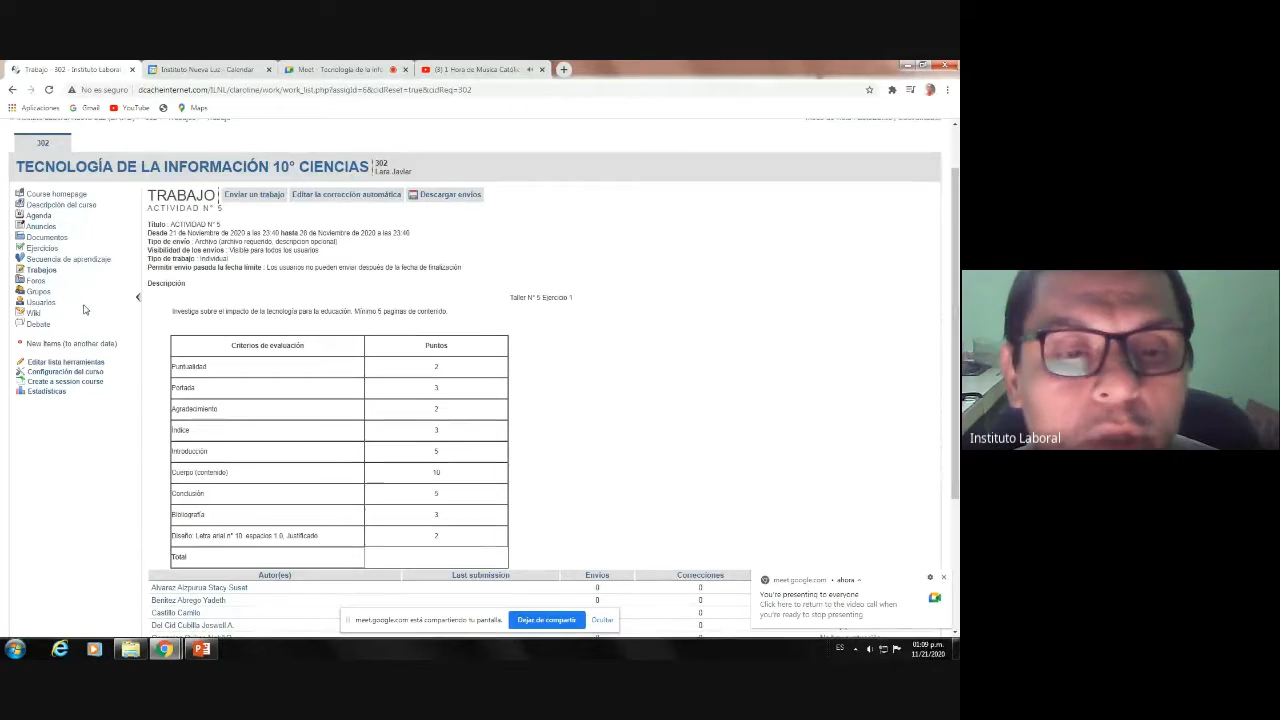 Trabajo - 302 - Instituto Laboral
Instituto Nueva Luz - Calendar
Meet - Tecnología de la info
(3) 1 Hora de Musica Católic
No es seguro
dcacheinternet.com/ILNL/claroline/work/work_list.php?assigId=6&cidReset=true&cidReq=302
Aplicaciones
Gmail
YouTube
Maps
302
TECNOLOGÍA DE LA INFORMACIÓN 10° CIENCIAS
302
Lara Javier
Course homepage
Descripción del curso
Agenda
Anuncios
Documentos
Ejercicios
Secuencia de aprendizaje
Trabajos
Foros
Grupos
Usuarios
Wiki
Debate
New Items (to another date)
Editar lista herramientas
Configuración del curso
Create a session course
Estadísticas
TRABAJO
Enviar un trabajo
Editar la corrección automática
Descargar envíos
ACTIVIDAD N° 5
Título : ACTIVIDAD N° 5
Desde 21 de Noviembre de 2020 a les 23:40 hasta 28 de Noviembre de 2020 a les 23:46
Tipo de envío : Archivo (archivo requerido, descripcion opcional)
Visibilidad de los envíos : Visible para todos los usuarios
Tipo de trabajo : Individual
Permitir envío pasada la fecha límite : Los usuarios no pueden enviar después de la fecha de finalización
Descripción
Taller N° 5 Ejercicio 1
Investiga sobre el impacto de la tecnología para la educación. Mínimo 5 paginas de contenido.
Criterios de evaluación Puntos
Puntualidad 2
Portada 3
Agradecimiento 2
Indice 3
Introducción 5
Cuerpo (contenido) 10
Conclusión 5
Bibliografía 3
Diseño: Letra arial n° 10 espacios 1.0, Justificado 2
Total
Autor(es) Last submission Envíos Correcciones
Alvarez Aizpurua Stacy Suset 0 0
Benitez Abrego Yadeth 0 0
Castillo Camilo 0
Del Cid Cubilla Joswell A. 0
meet.google.com está compartiendo tu pantalla.
Dejar de compartir
Ocultar
meet.google.com • ahora
You're presenting to everyone
Click here to return to the video call when
you're ready to stop presenting
ES
01:09 p.m.
11/21/2020
Instituto Laboral